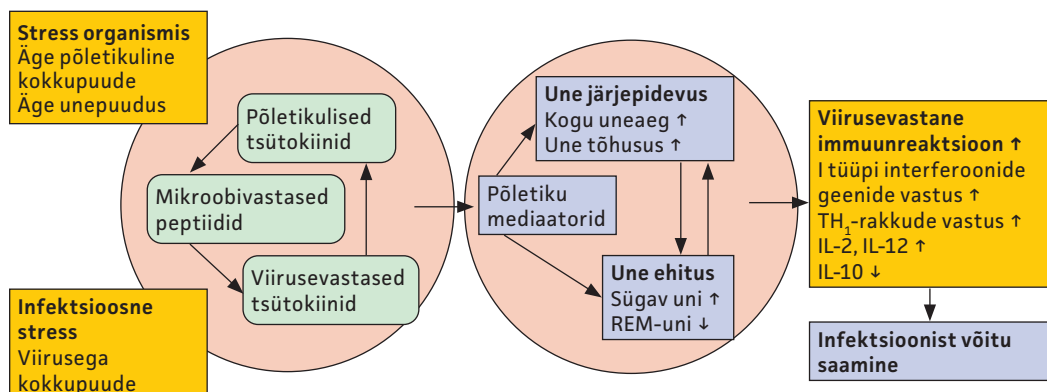 Stress organismis
Äge põletikuline
kokkupuude
Äge unepuudus
Infektsioosne
stress
Viirusega
kokkupuude
Põletikulised
tsütokiinid
Mikroobivastased
peptiidid
Viirusevastased
tsütokiinid
Põletiku
mediaatorid
Une järjepidevus
Kogu uneaeg ↑
Une tõhusus ↑
Une ehitus
Sügav uni ↑
REM-uni ↓
Viirusevastane
immuunreaktsioon ↑
I tüüpi interferoonide
geenide vastus ↑
TH₁-rakkude vastus ↑
IL-2, IL-12 ↑
IL-10 ↓
Infektsioonist võitu
saamine